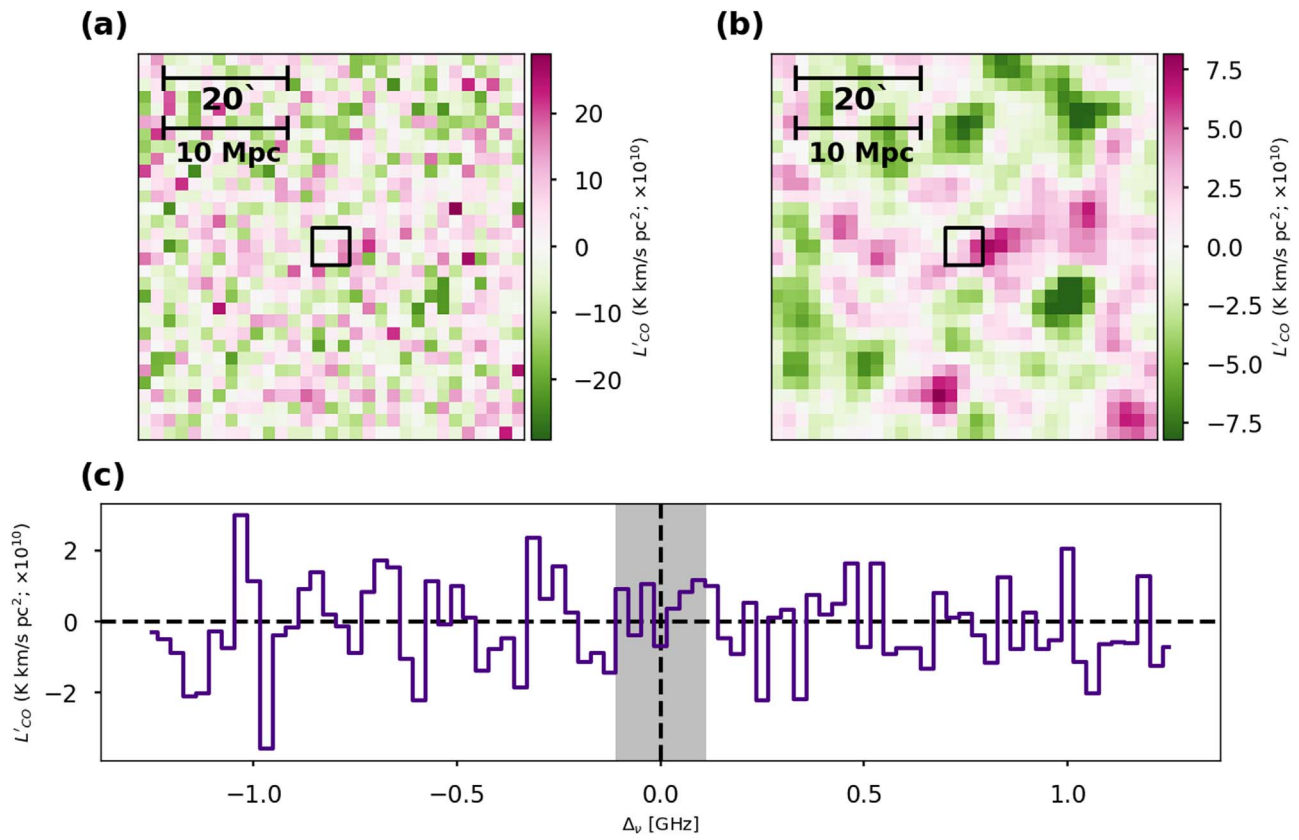 (a)
20`
10 Mpc
20
10
0
−10
−20
L'CO (K km/s pc²; ×10¹⁰)
(b)
20`
10 Mpc
7.5
5.0
2.5
0.0
−2.5
−5.0
−7.5
L'CO (K km/s pc²; ×10¹⁰)
(c)
L'CO (K km/s pc²; ×10¹⁰)
2
0
−2
−1.0 −0.5 0.0 0.5 1.0
Δν [GHz]